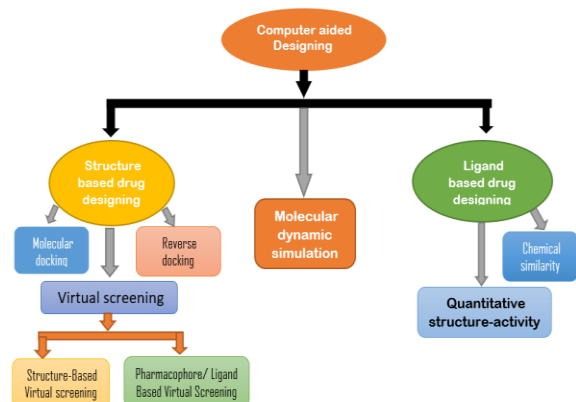 Computer aided
Designing
Structure
based drug
designing
Ligand
based drug
designing
Molecular
docking
Reverse
docking
Molecular
dynamic
simulation
Chemical
similarity
Virtual screening
Quantitative
structure-activity
Structure-Based
Virtual screening
Pharmacophore/ Ligand
Based Virtual Screening